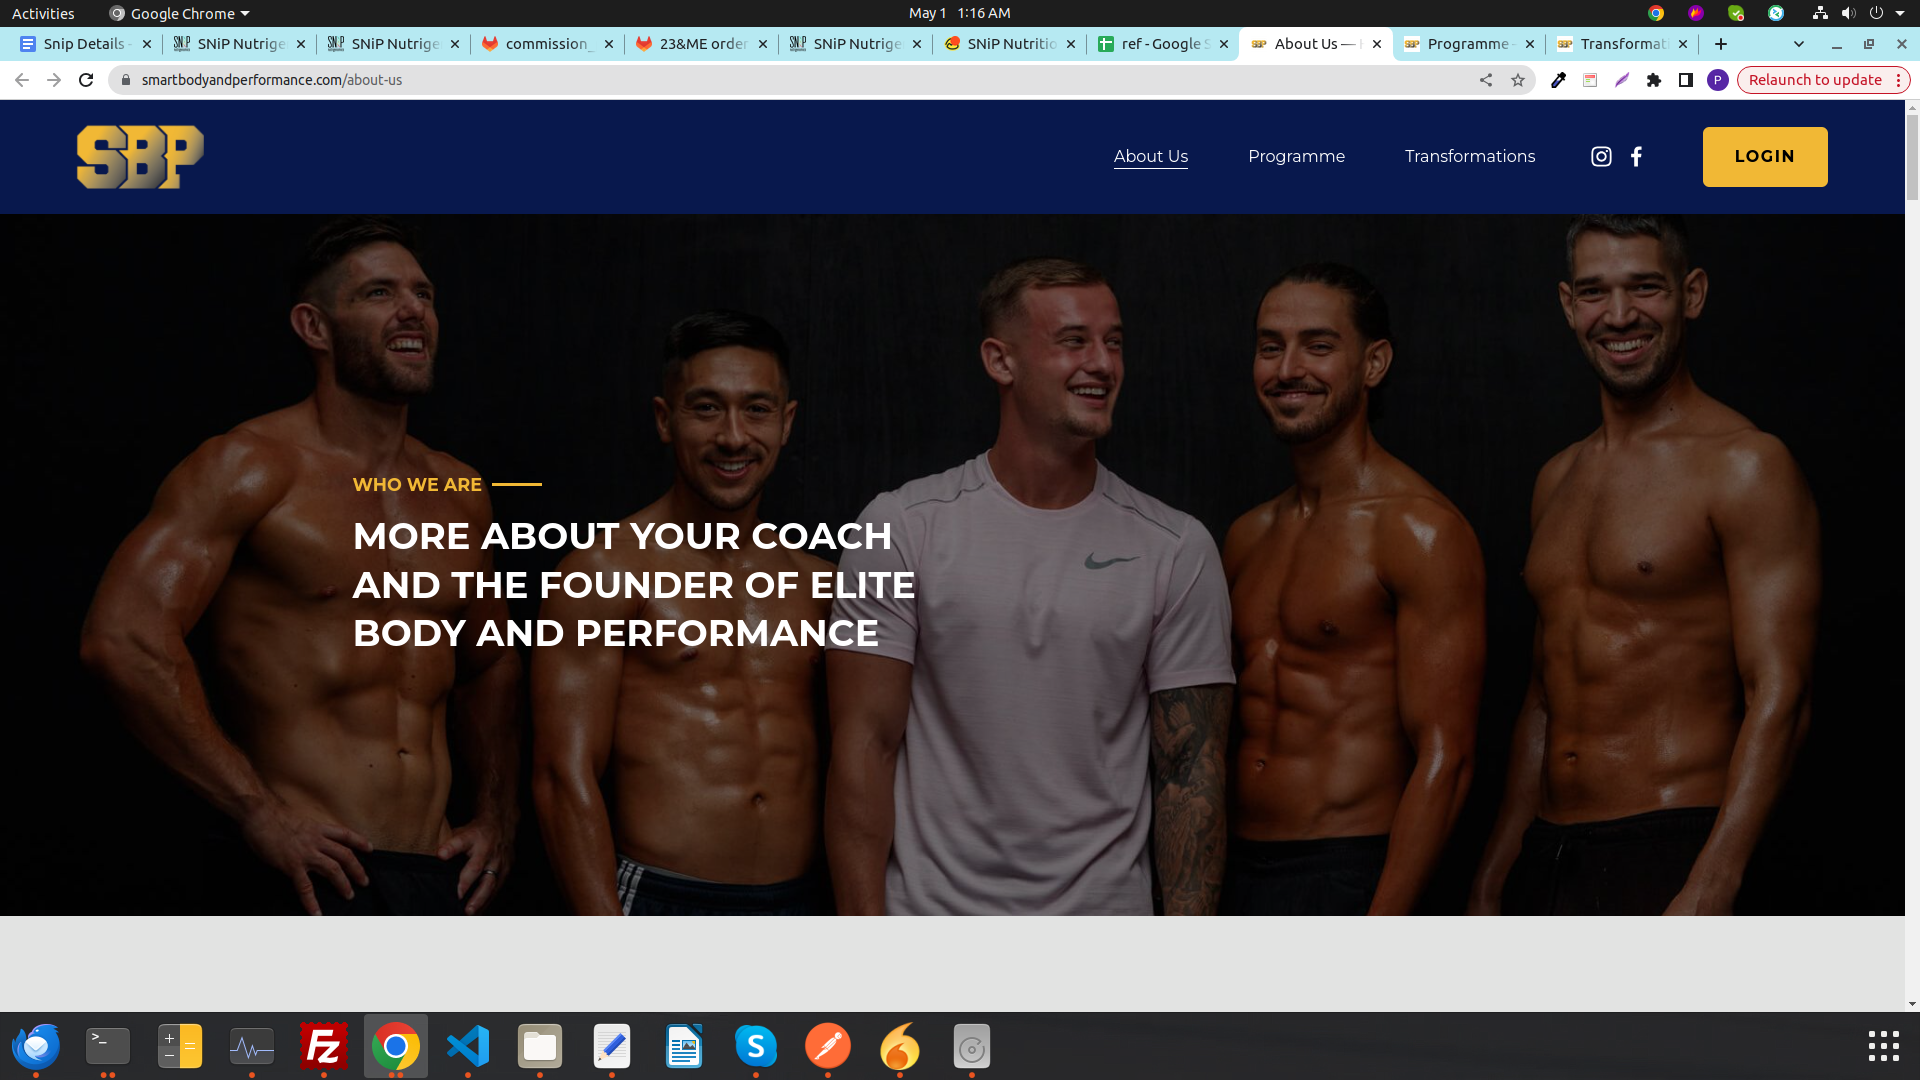 Activities
Google Chrome
May 1 1:16 AM
Snip Details -
SNiP Nutrige
SNiP Nutrige
commission_
23&ME order
SNiP Nutrige
SNiP Nutritio
ref - Google S
About Us —
Programme -
Transformati
smartbodyandperformance.com/about-us
P
Relaunch to update
SBP
About Us
Programme
Transformations
LOGIN
WHO WE ARE
MORE ABOUT YOUR COACH
AND THE FOUNDER OF ELITE
BODY AND PERFORMANCE